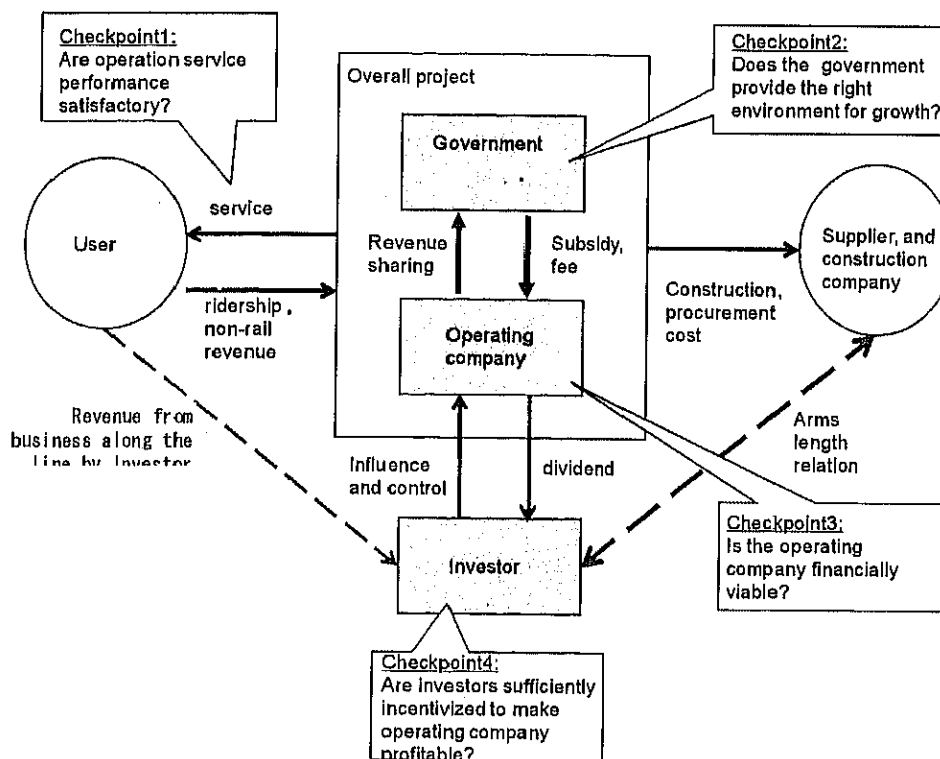 Checkpoint1:
Are operation service
performance
satisfactory?
Overall project
Checkpoint2:
Does the government
provide the right
environment for growth?
Government
service
User
Revenue
sharing
Subsidy,
fee
Supplier, and
construction
company
ridership,
non-rail
revenue
Construction,
procurement
cost
Operating
company
Revenue from
business along the
line by Investor
Influence
and control
dividend
Arms
length
relation
Investor
Checkpoint3:
Is the operating
company financially
viable?
Checkpoint4:
Are investors sufficiently
incentivized to make
operating company
profitable?